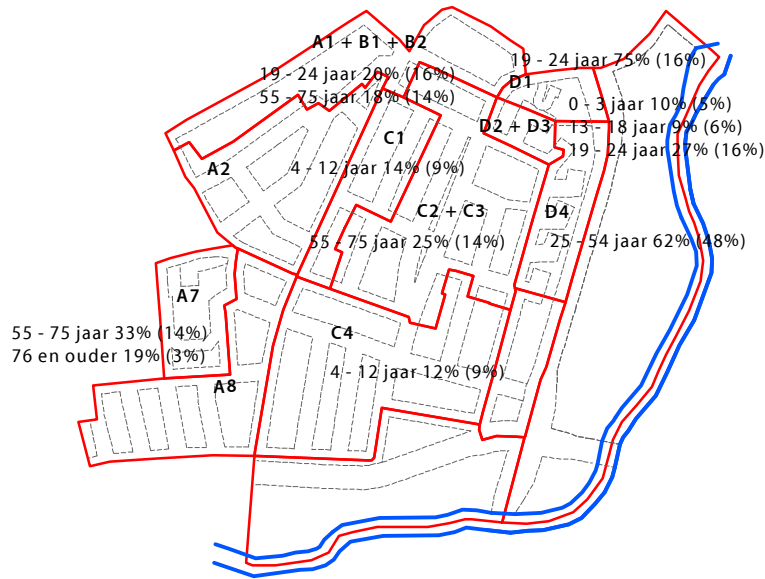 A1 + B1 + B2
19 - 24 jaar 20% (16%)
55 - 75 jaar 18% (14%)
19 - 24 jaar 75% (16%)
D1
0 - 3 jaar 10% (5%)
13 - 18 jaar 9% (6%)
19 - 24 jaar 27% (16%)
D2 + D3
C1
4 - 12 jaar 14% (9%)
A2
C2 + C3
55 - 75 jaar 25% (14%)
D4
25 - 54 jaar 62% (48%)
A7
55 - 75 jaar 33% (14%)
76 en ouder 19% (3%)
C4
4 - 12 jaar 12% (9%)
A8